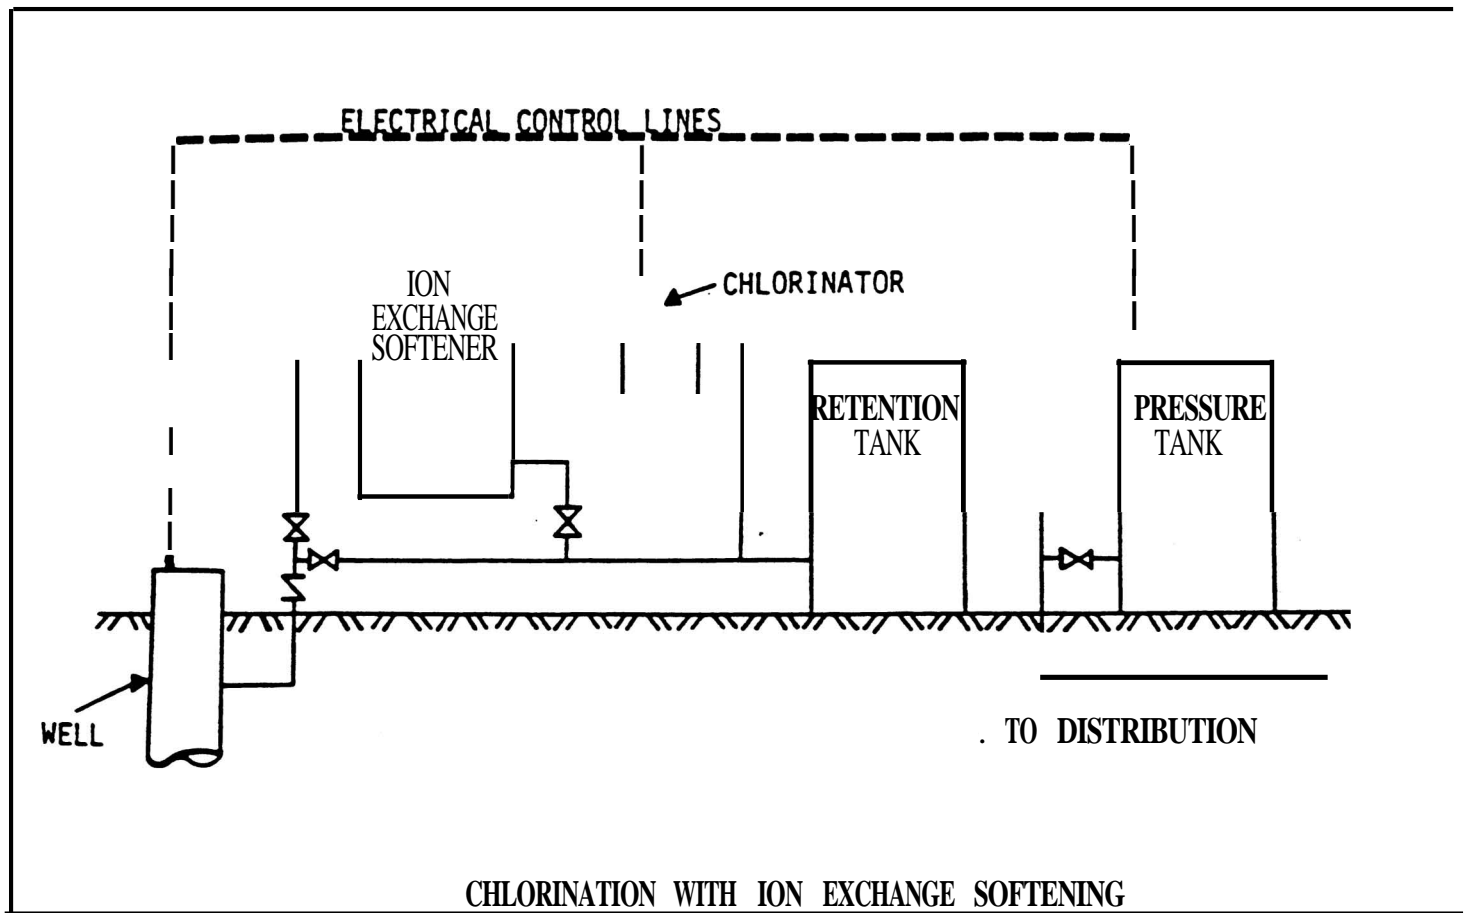 ELECTRICAL CONTROL LINES
ION
EXCHANGE
SOFTENER
CHLORINATOR
RETENTION
TANK
PRESSURE
TANK
WELL
. TO DISTRIBUTION
CHLORINATION WITH ION EXCHANGE SOFTENING